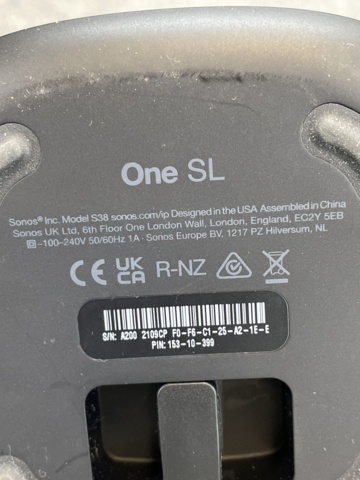 One SL
Sonos® Inc. Model S38 sonos.com/ip Designed in the USA Assembled in China
Sonos UK Ltd, 6th Floor One London Wall, London, England, EC2Y 5EB
⎓~100-240V 50/60Hz 1A · Sonos Europe BV, 1217 PZ Hilversum, NL
CE UK CA R-NZ
S/N: A200 2109CP F0-F6-C1-25-A2-1E-E
PIN: 153-10-399